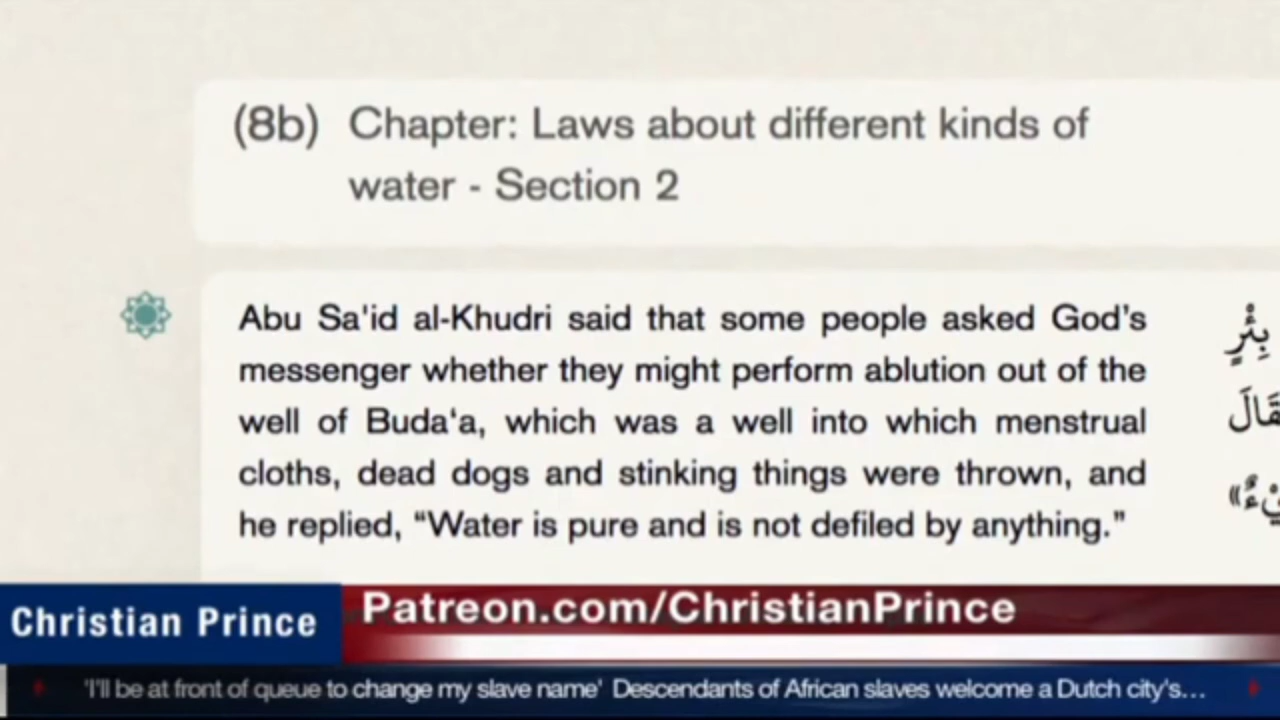 (8b) Chapter: Laws about different kinds of
water - Section 2
Abu Sa'id al-Khudri said that some people asked God's
messenger whether they might perform ablution out of the
well of Buda'a, which was a well into which menstrual
cloths, dead dogs and stinking things were thrown, and
he replied, “Water is pure and is not defiled by anything.”
بِئْرِ
Christian Prince
Patreon.com/ChristianPrince
'I'll be at front of queue to change my slave name' Descendants of African slaves welcome a Dutch city's...